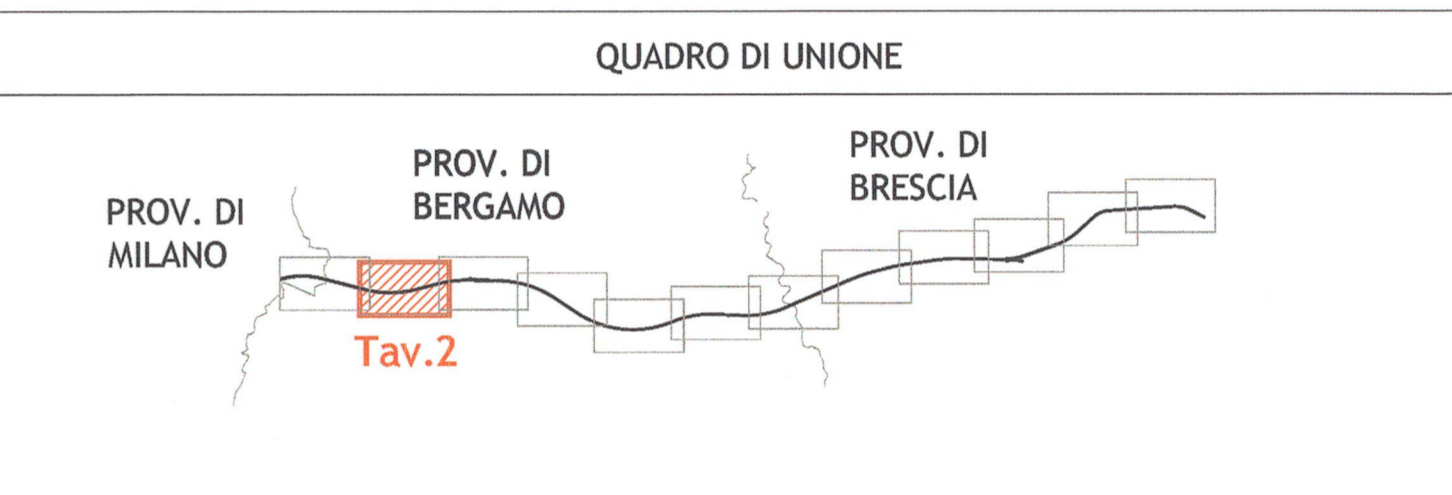 QUADRO DI UNIONE
PROV. DI
MILANO
PROV. DI
BERGAMO
PROV. DI
BRESCIA
Tav.2